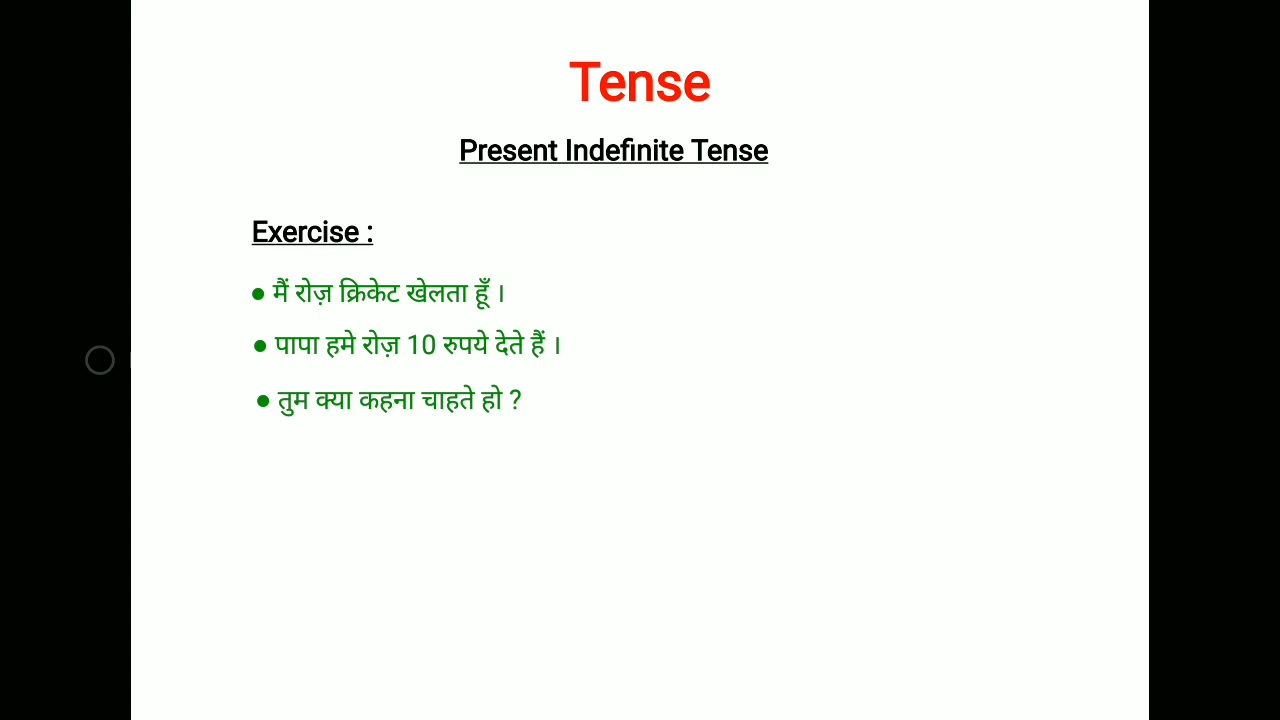 Tense
Present Indefinite Tense
Exercise :
● मैं रोज़ क्रिकेट खेलता हूँ ।
● पापा हमे रोज़ 10 रुपये देते हैं ।
● तुम क्या कहना चाहते हो ?